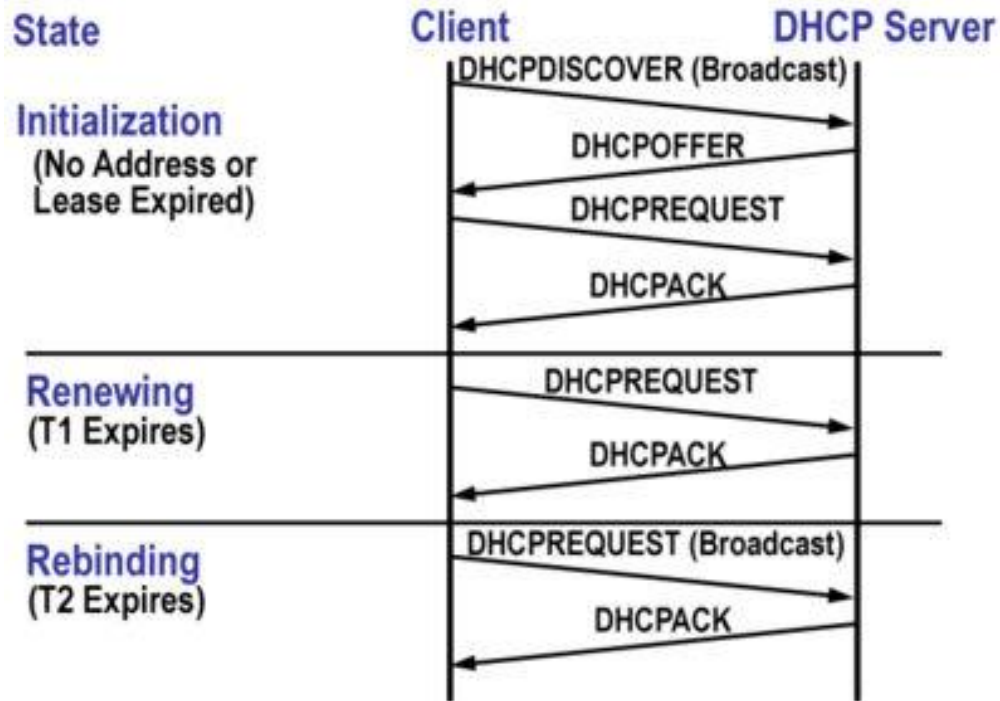 State
Client
DHCP Server
DHCPDISCOVER (Broadcast)
Initialization
(No Address or
Lease Expired)
DHCPOFFER
DHCPREQUEST
DHCPACK
Renewing
(T1 Expires)
DHCPREQUEST
DHCPACK
Rebinding
(T2 Expires)
DHCPREQUEST (Broadcast)
DHCPACK